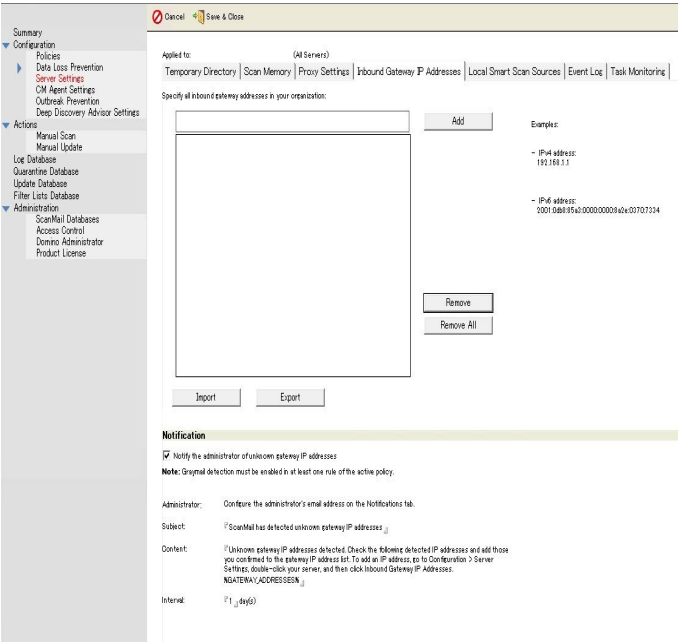 Cancel Save & Close
Summary
Configuration
Policies
Data Loss Prevention
Server Settings
CM Agent Settings
Outbreak Prevention
Deep Discovery Advisor Settings
Actions
Manual Scan
Manual Update
Log Database
Quarantine Database
Update Database
Filter Lists Database
Administration
ScanMail Databases
Access Control
Domino Administrator
Product License
Applied to: (All Servers)
Temporary Directory Scan Memory Proxy Settings Inbound Gateway IP Addresses Local Smart Scan Sources Event Log Task Monitoring
Specify all inbound gateway addresses in your organization:
Add
Examples:
- IPv4 address:
192.168.1.1
- IPv6 address:
2001:0db8:85a3:0000:0000:8a2e:0370:7334
Remove
Remove All
Import Export
Notification
Notify the administrator of unknown gateway IP addresses
Note: Graymail detection must be enabled in at least one rule of the active policy.
Administrator: Configure the administrator's email address on the Notifications tab.
Subject: ScanMail has detected unknown gateway IP addresses
Content: Unknown gateway IP addresses detected. Check the following detected IP addresses and add those
you confirmed to the gateway IP address list. To add an IP address, go to Configuration > Server
Settings, double-click your server, and then click Inbound Gateway IP Addresses.
%GATEWAY_ADDRESSES%
Interval: 1 day(s)